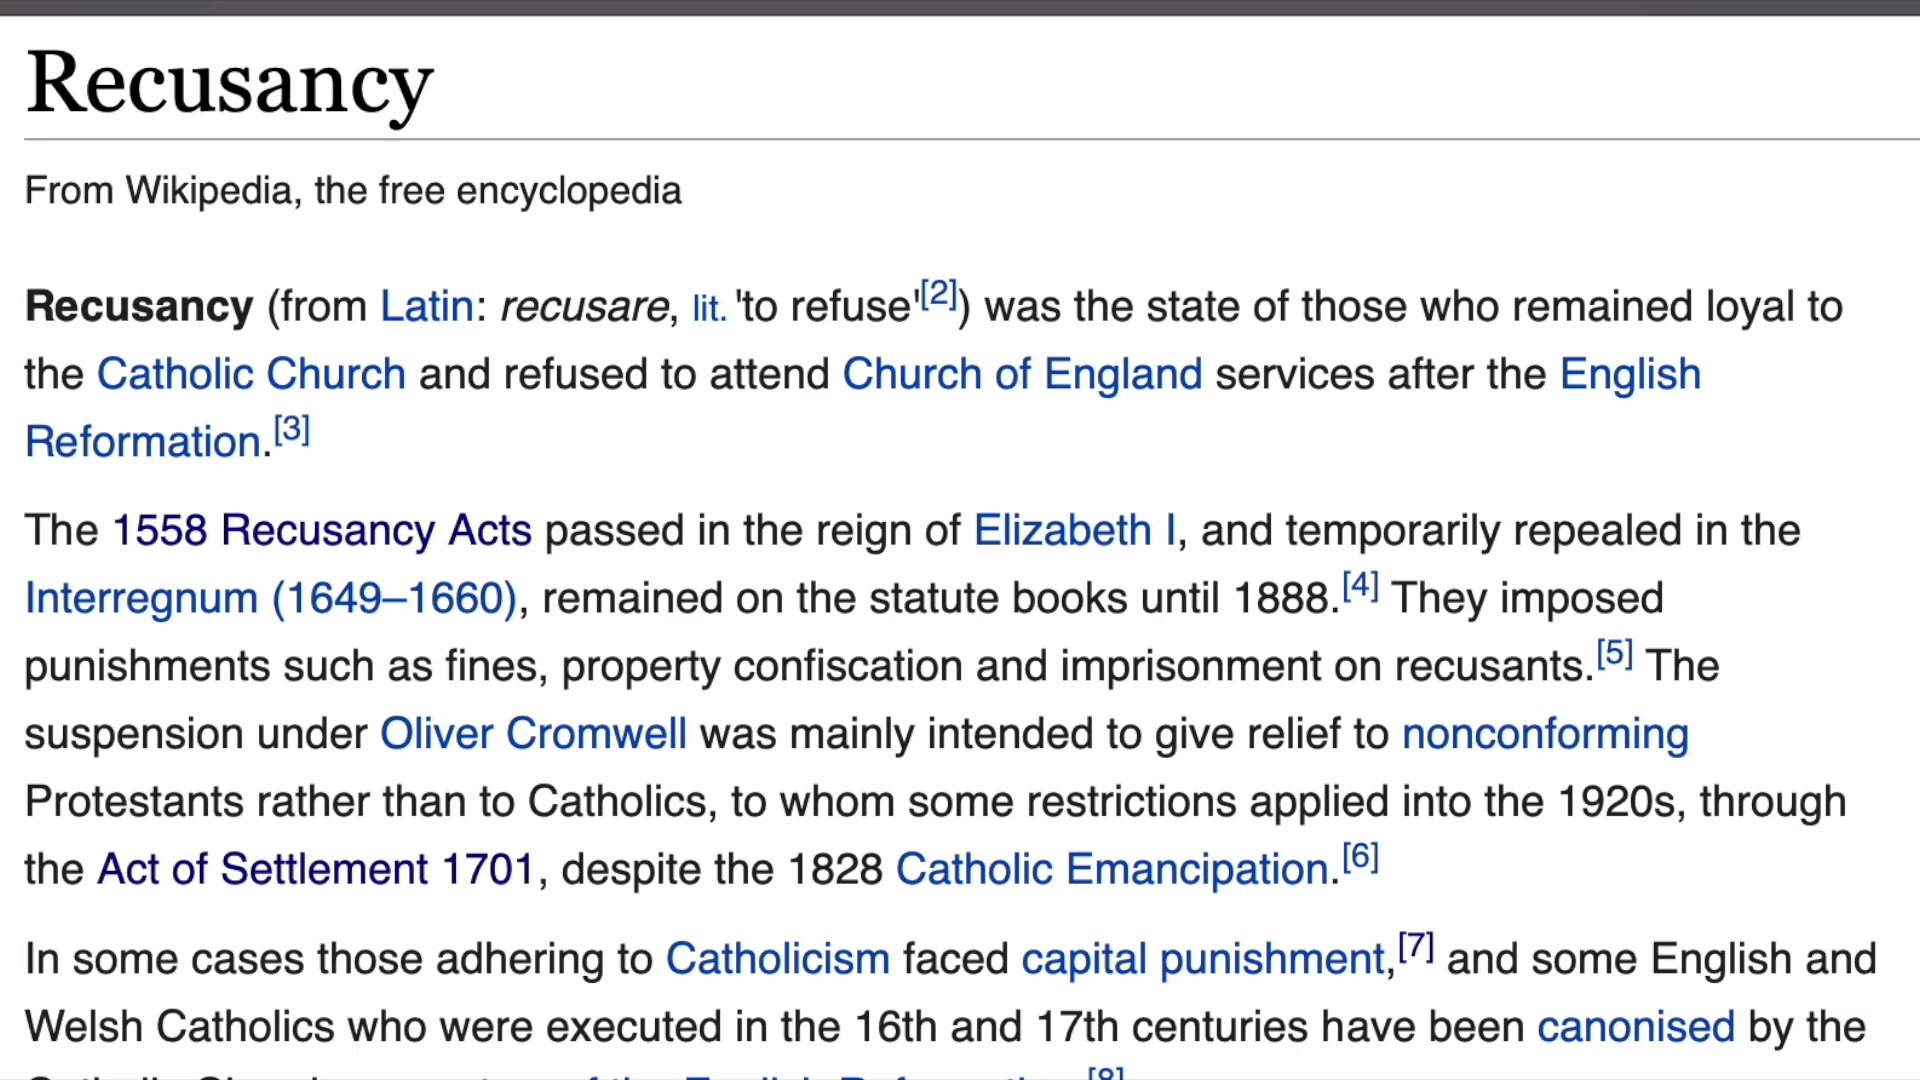 Recusancy
From Wikipedia, the free encyclopedia
Recusancy (from Latin: recusare, lit. 'to refuse'[2]) was the state of those who remained loyal to
the Catholic Church and refused to attend Church of England services after the English
Reformation.[3]
The 1558 Recusancy Acts passed in the reign of Elizabeth I, and temporarily repealed in the
Interregnum (1649–1660), remained on the statute books until 1888.[4] They imposed
punishments such as fines, property confiscation and imprisonment on recusants.[5] The
suspension under Oliver Cromwell was mainly intended to give relief to nonconforming
Protestants rather than to Catholics, to whom some restrictions applied into the 1920s, through
the Act of Settlement 1701, despite the 1828 Catholic Emancipation.[6]
In some cases those adhering to Catholicism faced capital punishment,[7] and some English and
Welsh Catholics who were executed in the 16th and 17th centuries have been canonised by the